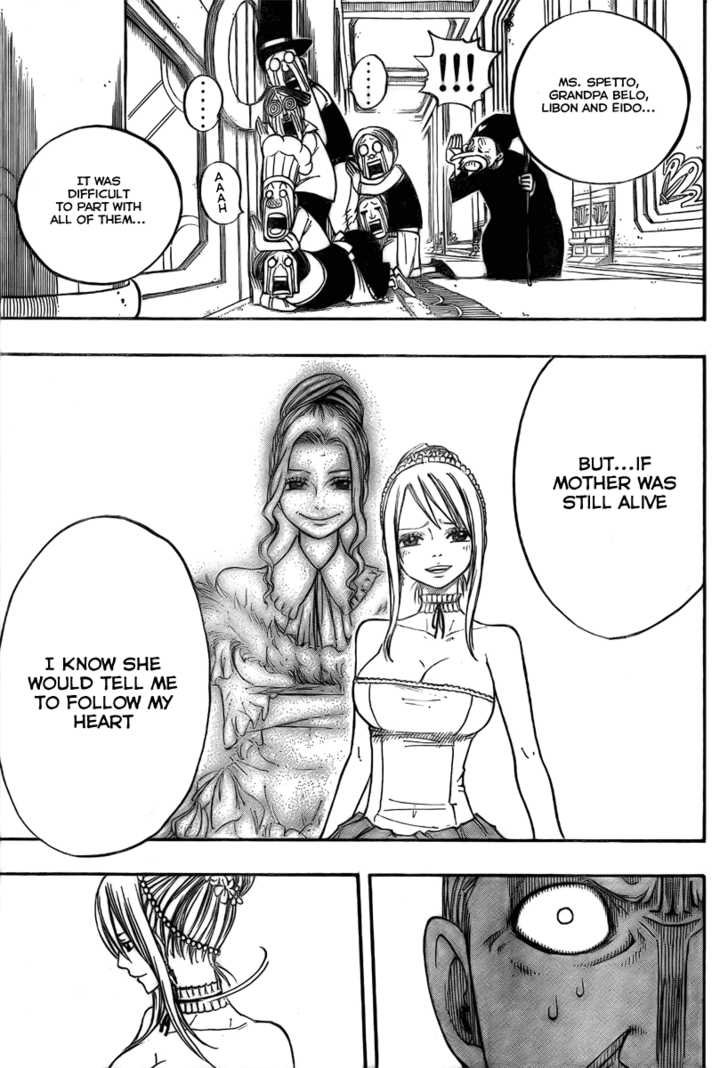 MS. SPETTO,
GRANDPA BELO,
LIBON AND EIDO...
!!!
......
......
AAAH
IT WAS
DIFFICULT
TO PART WITH
ALL OF THEM...
BUT...IF
MOTHER WAS
STILL ALIVE
I KNOW SHE
WOULD TELL ME
TO FOLLOW MY
HEART